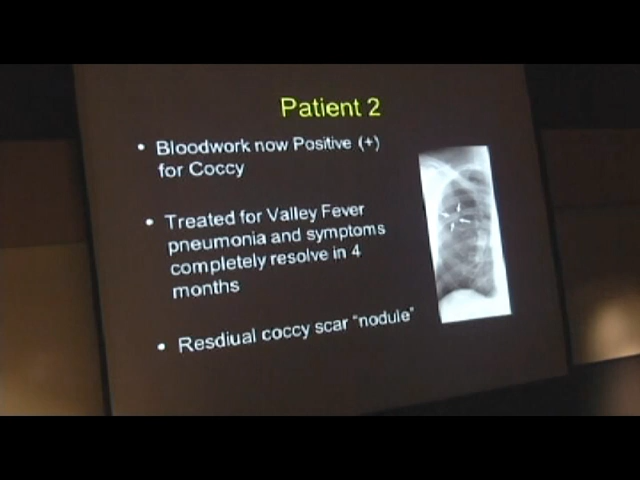 Patient 2
• Bloodwork now Positive (+)
for Coccy
• Treated for Valley Fever
pneumonia and symptoms
completely resolve in 4
months
• Resdiual coccy scar "nodule"